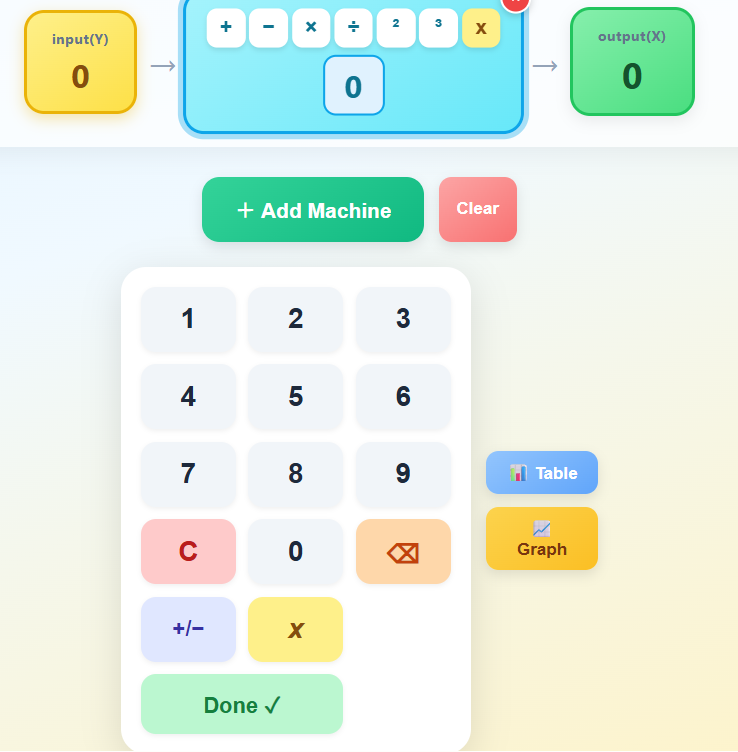 input(Y)
0
→
+ − × ÷ ² ³ x
0
→
output(X)
0
+ Add Machine
Clear
1 2 3
4 5 6
7 8 9
C 0 ⌫
+/− x
Done ✓
📊 Table
📈
Graph